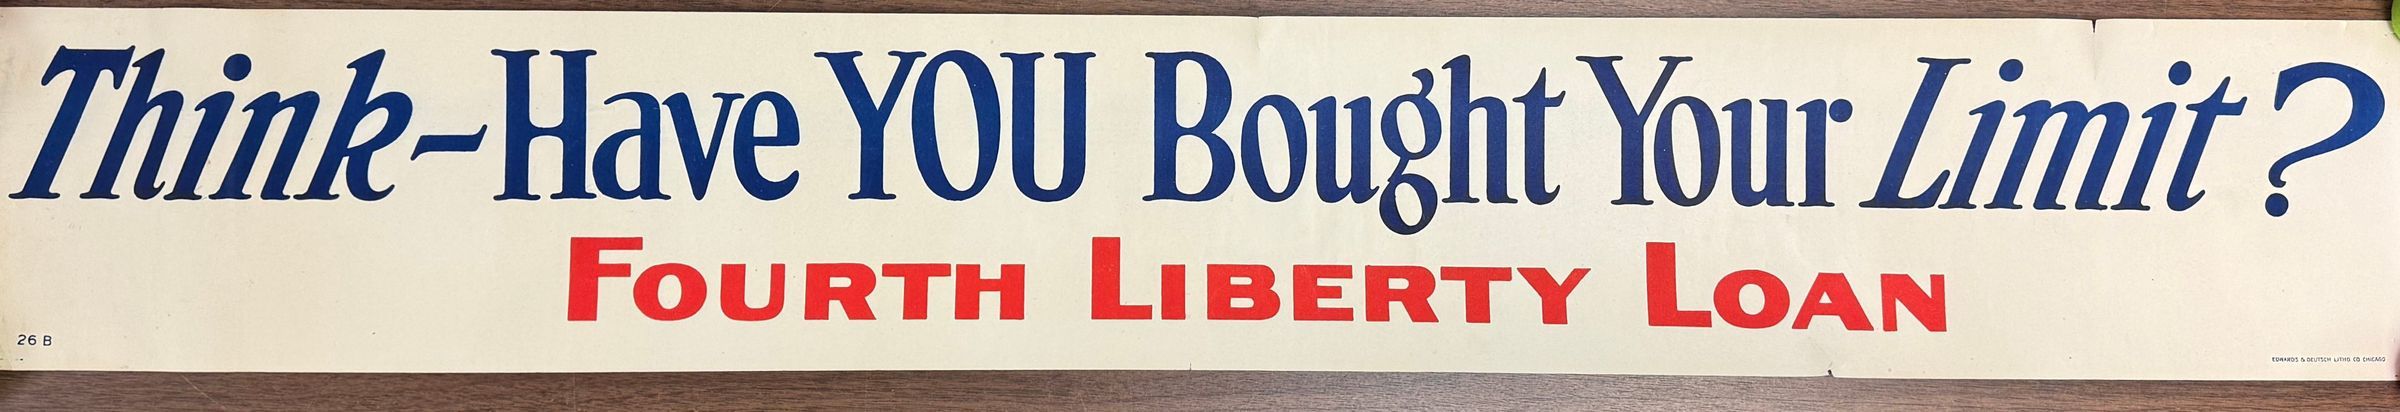 Think-Have YOU Bought Your Limit?
FOURTH LIBERTY LOAN
26 B
EDWARDS & DEUTSCH LITHO CO CHICAGO